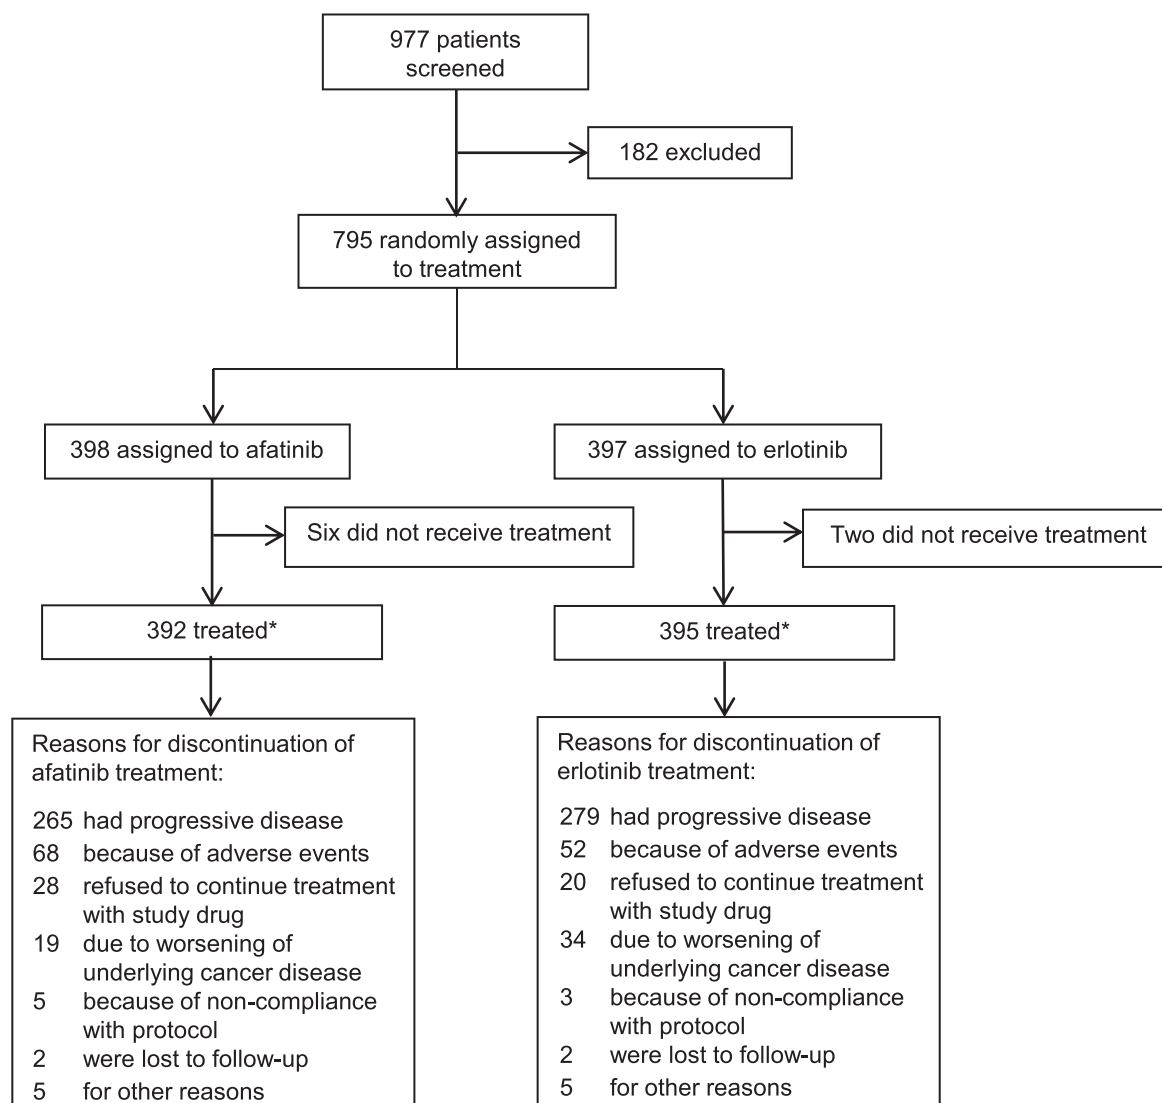 977 patients
screened
182 excluded
795 randomly assigned
to treatment
398 assigned to afatinib
397 assigned to erlotinib
Six did not receive treatment
Two did not receive treatment
392 treated*
395 treated*
Reasons for discontinuation of
afatinib treatment:
265 had progressive disease
68 because of adverse events
28 refused to continue treatment
with study drug
19 due to worsening of
underlying cancer disease
5 because of non-compliance
with protocol
2 were lost to follow-up
5 for other reasons
Reasons for discontinuation of
erlotinib treatment:
279 had progressive disease
52 because of adverse events
20 refused to continue treatment
with study drug
34 due to worsening of
underlying cancer disease
3 because of non-compliance
with protocol
2 were lost to follow-up
5 for other reasons